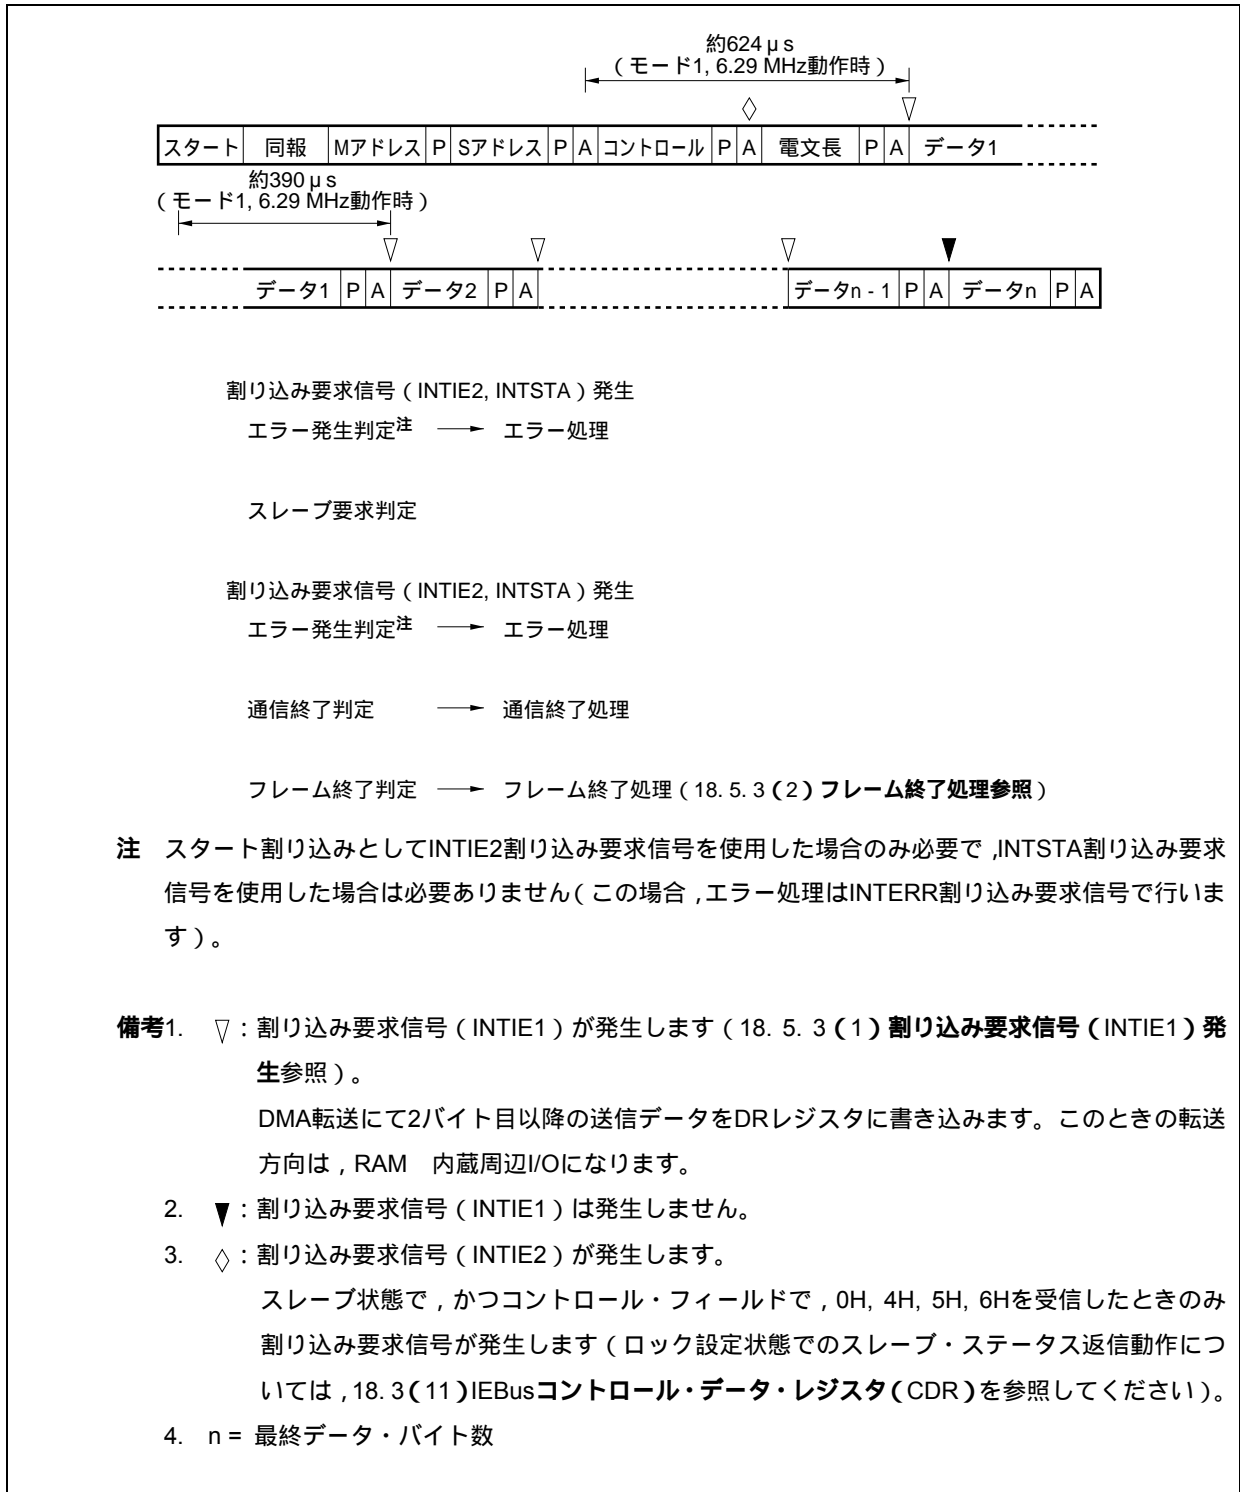 約624μs
（モード1, 6.29 MHz動作時）
スタート 同報 Mアドレス P Sアドレス P A コントロール P A 電文長 P A データ1
約390μs
（モード1, 6.29 MHz動作時）
データ1 P A データ2 P A データn - 1 P A データn P A
割り込み要求信号（INTIE2, INTSTA）発生
エラー発生判定注 → エラー処理
スレーブ要求判定
割り込み要求信号（INTIE2, INTSTA）発生
エラー発生判定注 → エラー処理
通信終了判定 → 通信終了処理
フレーム終了判定 → フレーム終了処理（18. 5. 3（2）フレーム終了処理参照）
注 スタート割り込みとしてINTIE2割り込み要求信号を使用した場合のみ必要で，INTSTA割り込み要求
信号を使用した場合は必要ありません（この場合，エラー処理はINTERR割り込み要求信号で行いま
す）。
備考1. ▽：割り込み要求信号（INTIE1）が発生します（18. 5. 3（1）割り込み要求信号（INTIE1）発
生参照）。
DMA転送にて2バイト目以降の送信データをDRレジスタに書き込みます。このときの転送
方向は，RAM 内蔵周辺I/Oになります。
2. ▼：割り込み要求信号（INTIE1）は発生しません。
3. ◇：割り込み要求信号（INTIE2）が発生します。
スレーブ状態で，かつコントロール・フィールドで，0H, 4H, 5H, 6Hを受信したときのみ
割り込み要求信号が発生します（ロック設定状態でのスレーブ・ステータス返信動作につ
いては，18. 3（11）IEBusコントロール・データ・レジスタ（CDR）を参照してください）。
4. n = 最終データ・バイト数